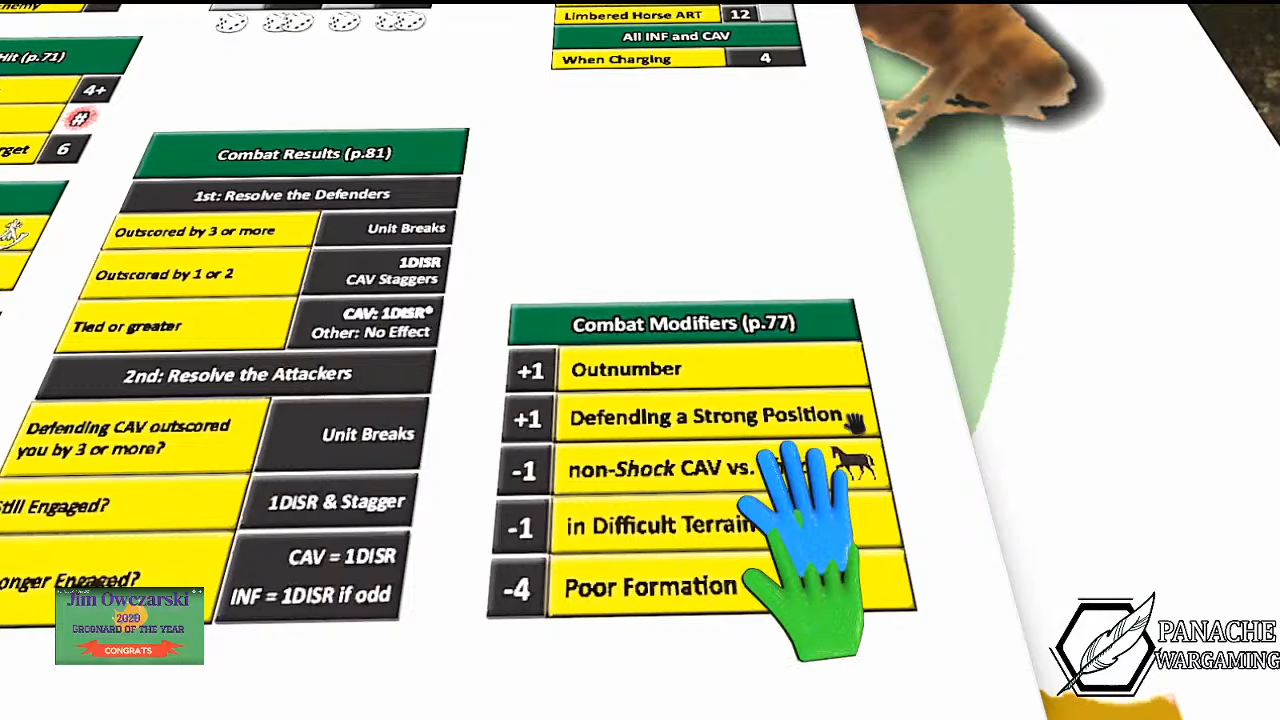 Limbered Horse ART 12
All INF and CAV
When Charging 4
Hit (p.71)
4+
#
6
Combat Results (p.81)
1st: Resolve the Defenders
Outscored by 3 or more Unit Breaks
Outscored by 1 or 2 1DISR
CAV Staggers
Tied or greater CAV: 1DISR*
Other: No Effect
2nd: Resolve the Attackers
Defending CAV outscored
you by 3 or more?
Unit Breaks
Still Engaged? 1DISR & Stagger
Engaged?
CAV = 1DISR
INF = 1DISR if odd
Combat Modifiers (p.77)
+1 Outnumber
+1 Defending a Strong Position
-1 non-Shock CAV vs.
-1 in Difficult Terrain
-4 Poor Formation
Jim Owczarski
2020
GROGNARD OF THE YEAR
CONGRATS
PANACHE
WARGAMING